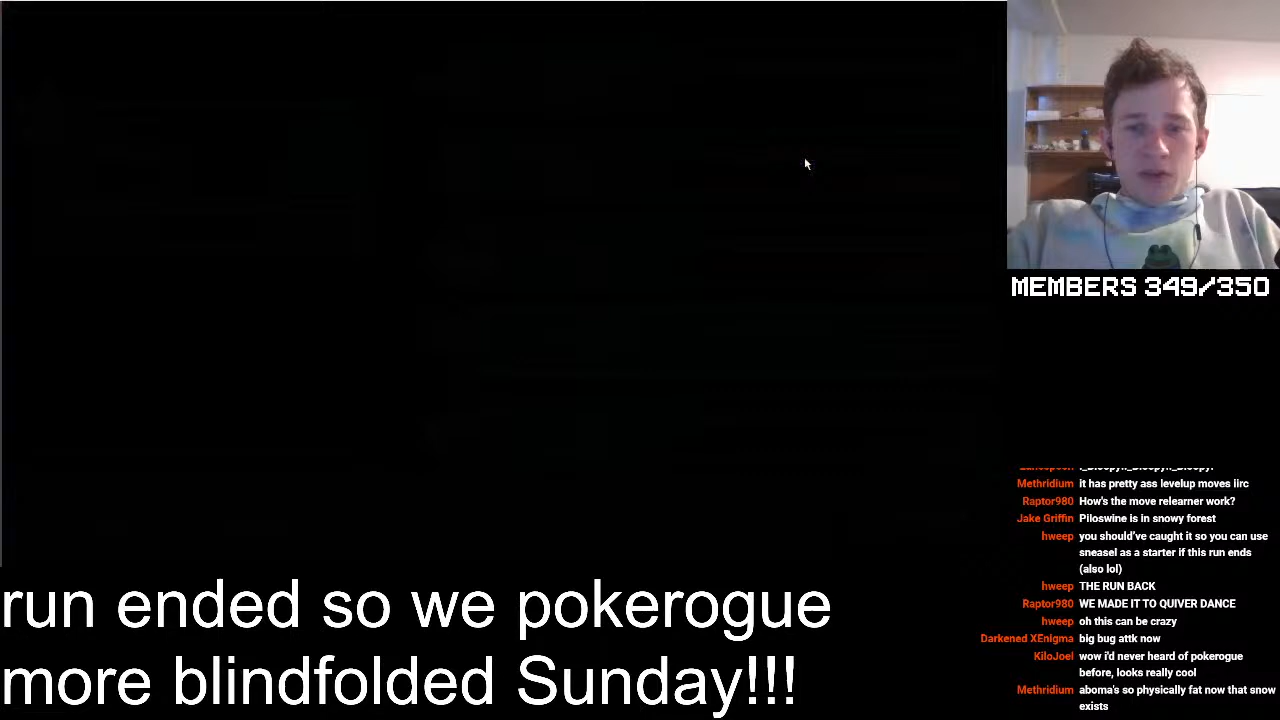 MEMBERS 349/350
Methridium it has pretty ass levelup moves iirc
Raptor980 How's the move relearner work?
Jake Griffin Piloswine is in snowy forest
hweep you should've caught it so you can use
sneasel as a starter if this run ends
(also lol)
hweep THE RUN BACK
Raptor980 WE MADE IT TO QUIVER DANCE
hweep oh this can be crazy
Darkened XEnigma big bug attk now
KiloJoel wow i'd never heard of pokerogue
before, looks really cool
Methridium aboma's so physically fat now that snow
exists
run ended so we pokerogue
more blindfolded Sunday!!!